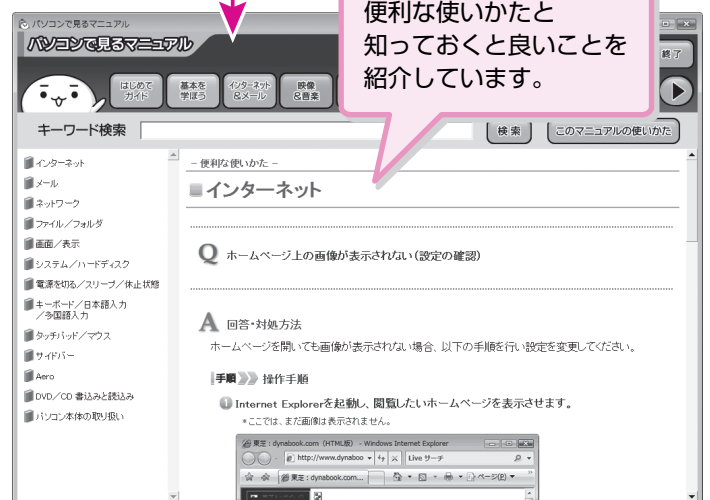 便利な使いかたと
知っておくと良いことを
紹介しています。
パソコンで見るマニュアル
パソコンで見るマニュアル
終了
はじめて
ガイド
基本を
学ぼう
インターネット
&メール
映像
&音楽
キーワード検索
検索
このマニュアルの使いかた
インターネット
メール
ネットワーク
ファイル／フォルダ
画面／表示
システム／ハードディスク
電源を切る／スリープ／休止状態
キーボード／日本語入力
／多国語入力
タッチパッド／マウス
サイドバー
Aero
DVD／CD 書込みと読込み
パソコン本体の取り扱い
− 便利な使いかた −
インターネット
Q ホームページ上の画像が表示されない（設定の確認）
A 回答・対処方法
ホームページを開いても画像が表示されない場合、以下の手順を行い設定を変更してください。
手順 操作手順
1 Internet Explorerを起動し、閲覧したいホームページを表示させます。
*ここでは、まだ画像は表示されません。
東芝 : dynabook.com (HTML版) - Windows Internet Explorer
http://www.dynaboo
Live サーチ
東芝 : dynabook.com...
ページ(P)